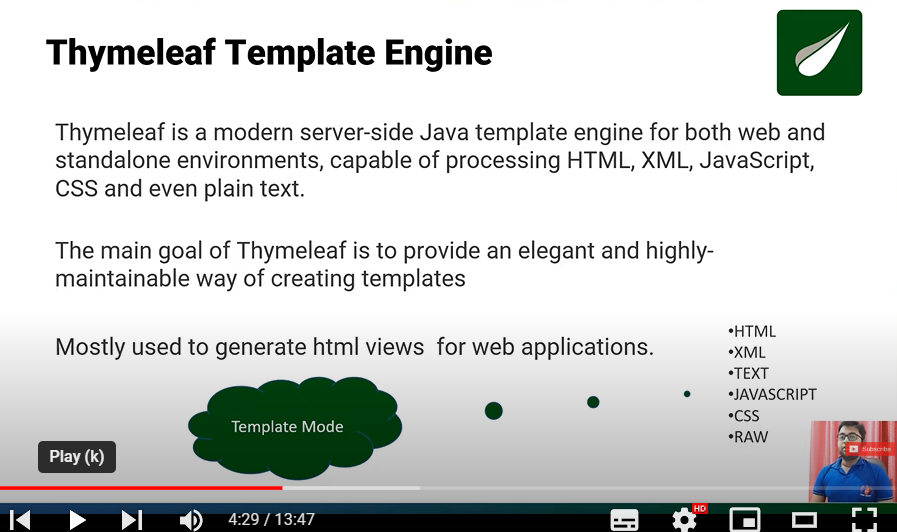 Thymeleaf Template Engine
Thymeleaf is a modern server-side Java template engine for both web and
standalone environments, capable of processing HTML, XML, JavaScript,
CSS and even plain text.
The main goal of Thymeleaf is to provide an elegant and highly-
maintainable way of creating templates
Mostly used to generate html views for web applications.
•HTML
•XML
•TEXT
•JAVASCRIPT
•CSS
•RAW
Template Mode
Subscribe
Play (k)
4:29 / 13:47
HD